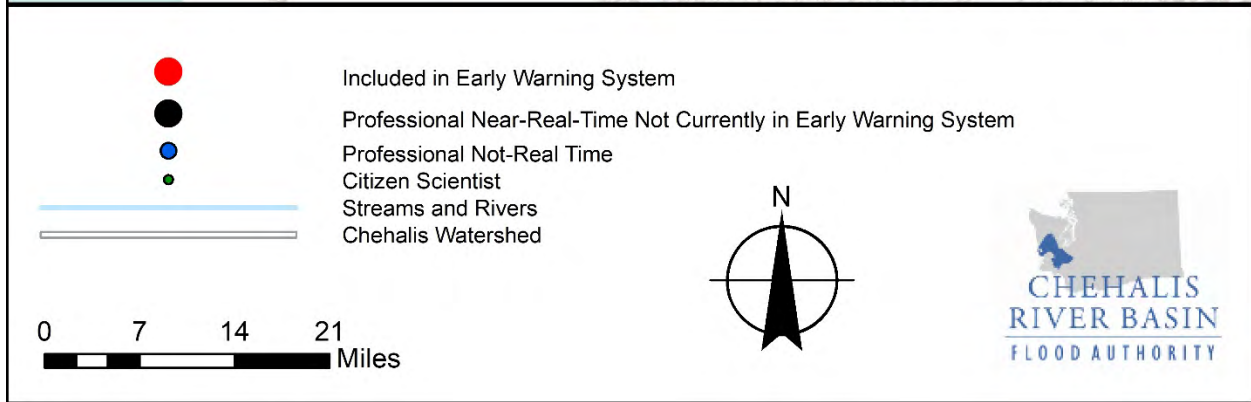 Included in Early Warning System
Professional Near-Real-Time Not Currently in Early Warning System
Professional Not-Real Time
Citizen Scientist
Streams and Rivers
Chehalis Watershed
0 7 14 21
Miles
N
CHEHALIS
RIVER BASIN
FLOOD AUTHORITY